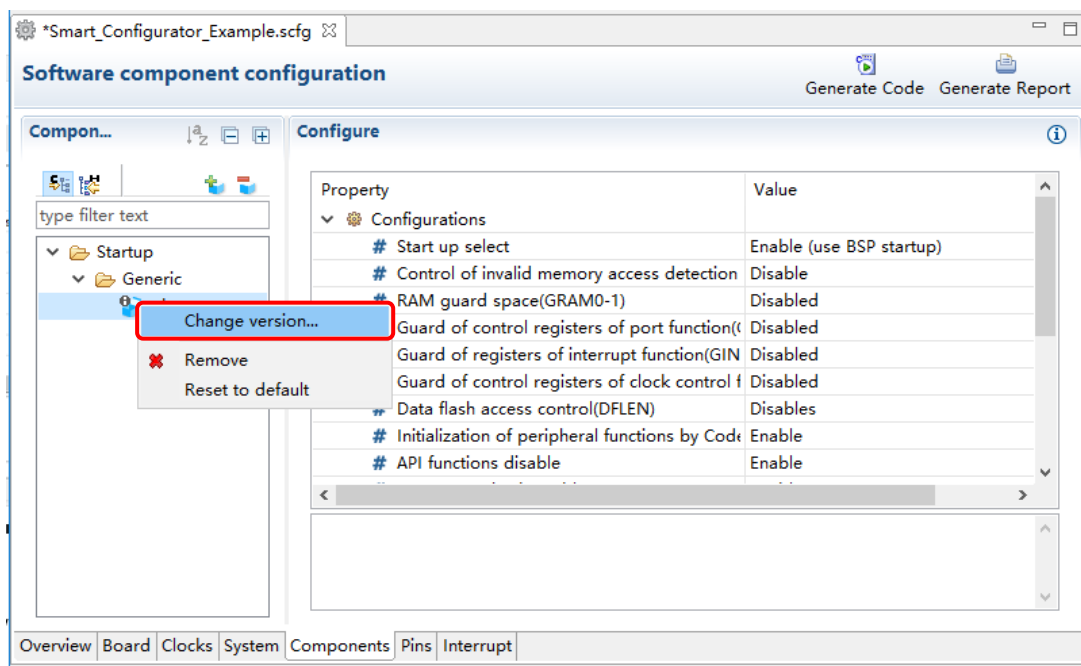 *Smart_Configurator_Example.scfg
Software component configuration
Generate Code Generate Report
Compon...
Configure
type filter text
Startup
Generic
Change version...
Remove
Reset to default
Property Value
Configurations
Start up select Enable (use BSP startup)
Control of invalid memory access detection Disable
RAM guard space(GRAM0-1) Disabled
Guard of control registers of port function( Disabled
Guard of registers of interrupt function(GIN Disabled
Guard of control registers of clock control f Disabled
Data flash access control(DFLEN) Disables
Initialization of peripheral functions by Code Enable
API functions disable Enable
Overview Board Clocks System Components Pins Interrupt